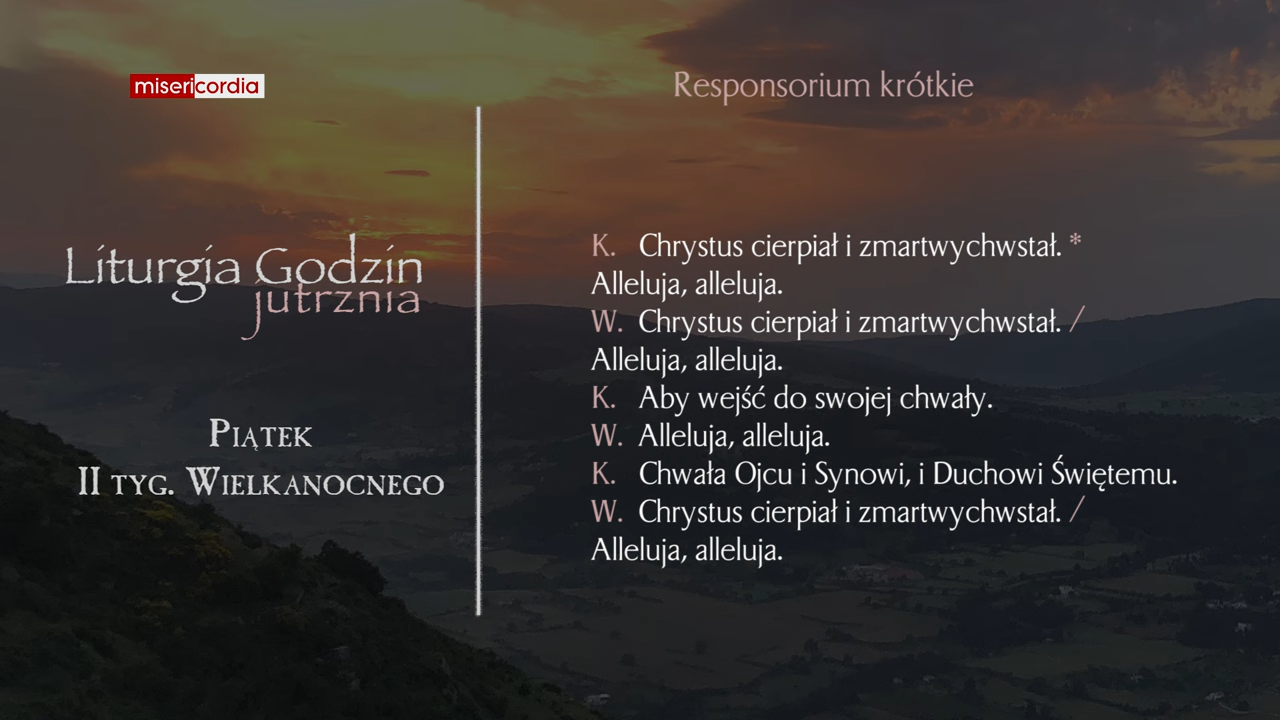 misericordia
Responsorium krótkie
Liturgia Godzin
jutrznia
Piątek
II tyg. Wielkanocnego
K. Chrystus cierpiał i zmartwychwstał. *
Alleluja, alleluja.
W. Chrystus cierpiał i zmartwychwstał. /
Alleluja, alleluja.
K. Aby wejść do swojej chwały.
W. Alleluja, alleluja.
K. Chwała Ojcu i Synowi, i Duchowi Świętemu.
W. Chrystus cierpiał i zmartwychwstał. /
Alleluja, alleluja.